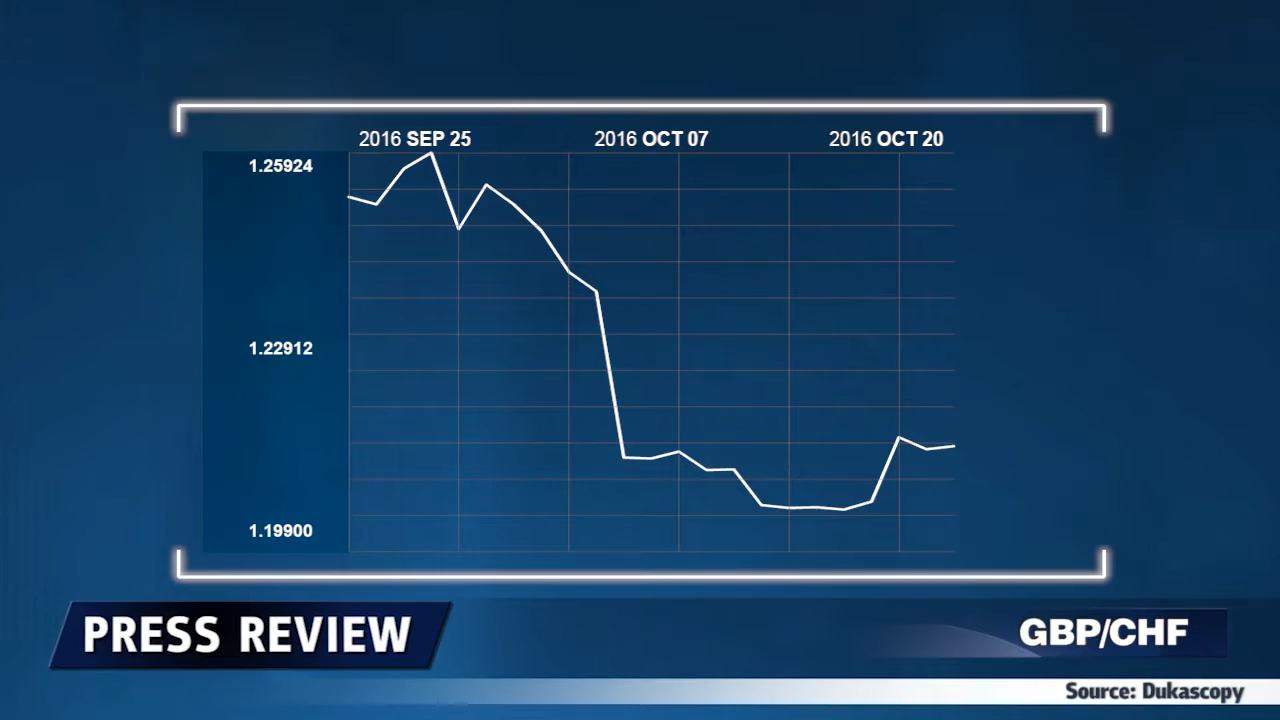 2016 SEP 25
2016 OCT 07
2016 OCT 20
1.25924
1.22912
1.19900
PRESS REVIEW
GBP/CHF
Source: Dukascopy